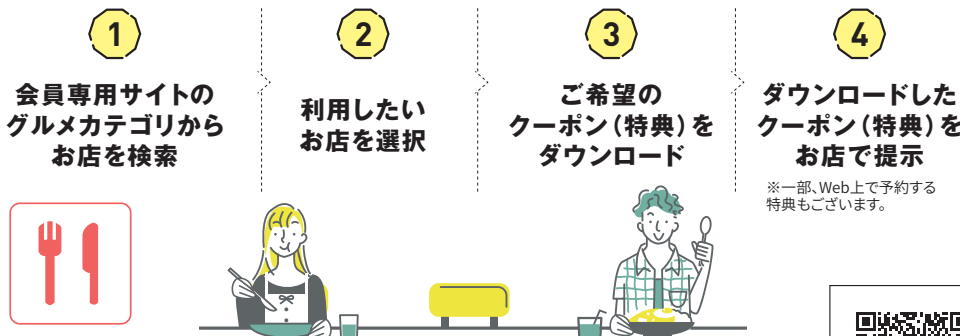 1
会員専用サイトの
グルメカテゴリから
お店を検索
2
利用したい
お店を選択
3
ご希望の
クーポン（特典）を
ダウンロード
4
ダウンロードした
クーポン（特典）を
お店で提示
※一部、Web上で予約する
特典もございます。